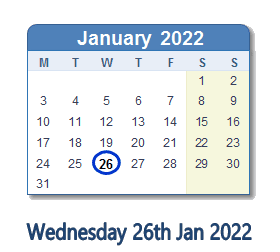 January 2022
M T W T F S S
1 2
3 4 5 6 7 8 9
10 11 12 13 14 15 16
17 18 19 20 21 22 23
24 25 26 27 28 29 30
31
Wednesday 26th Jan 2022